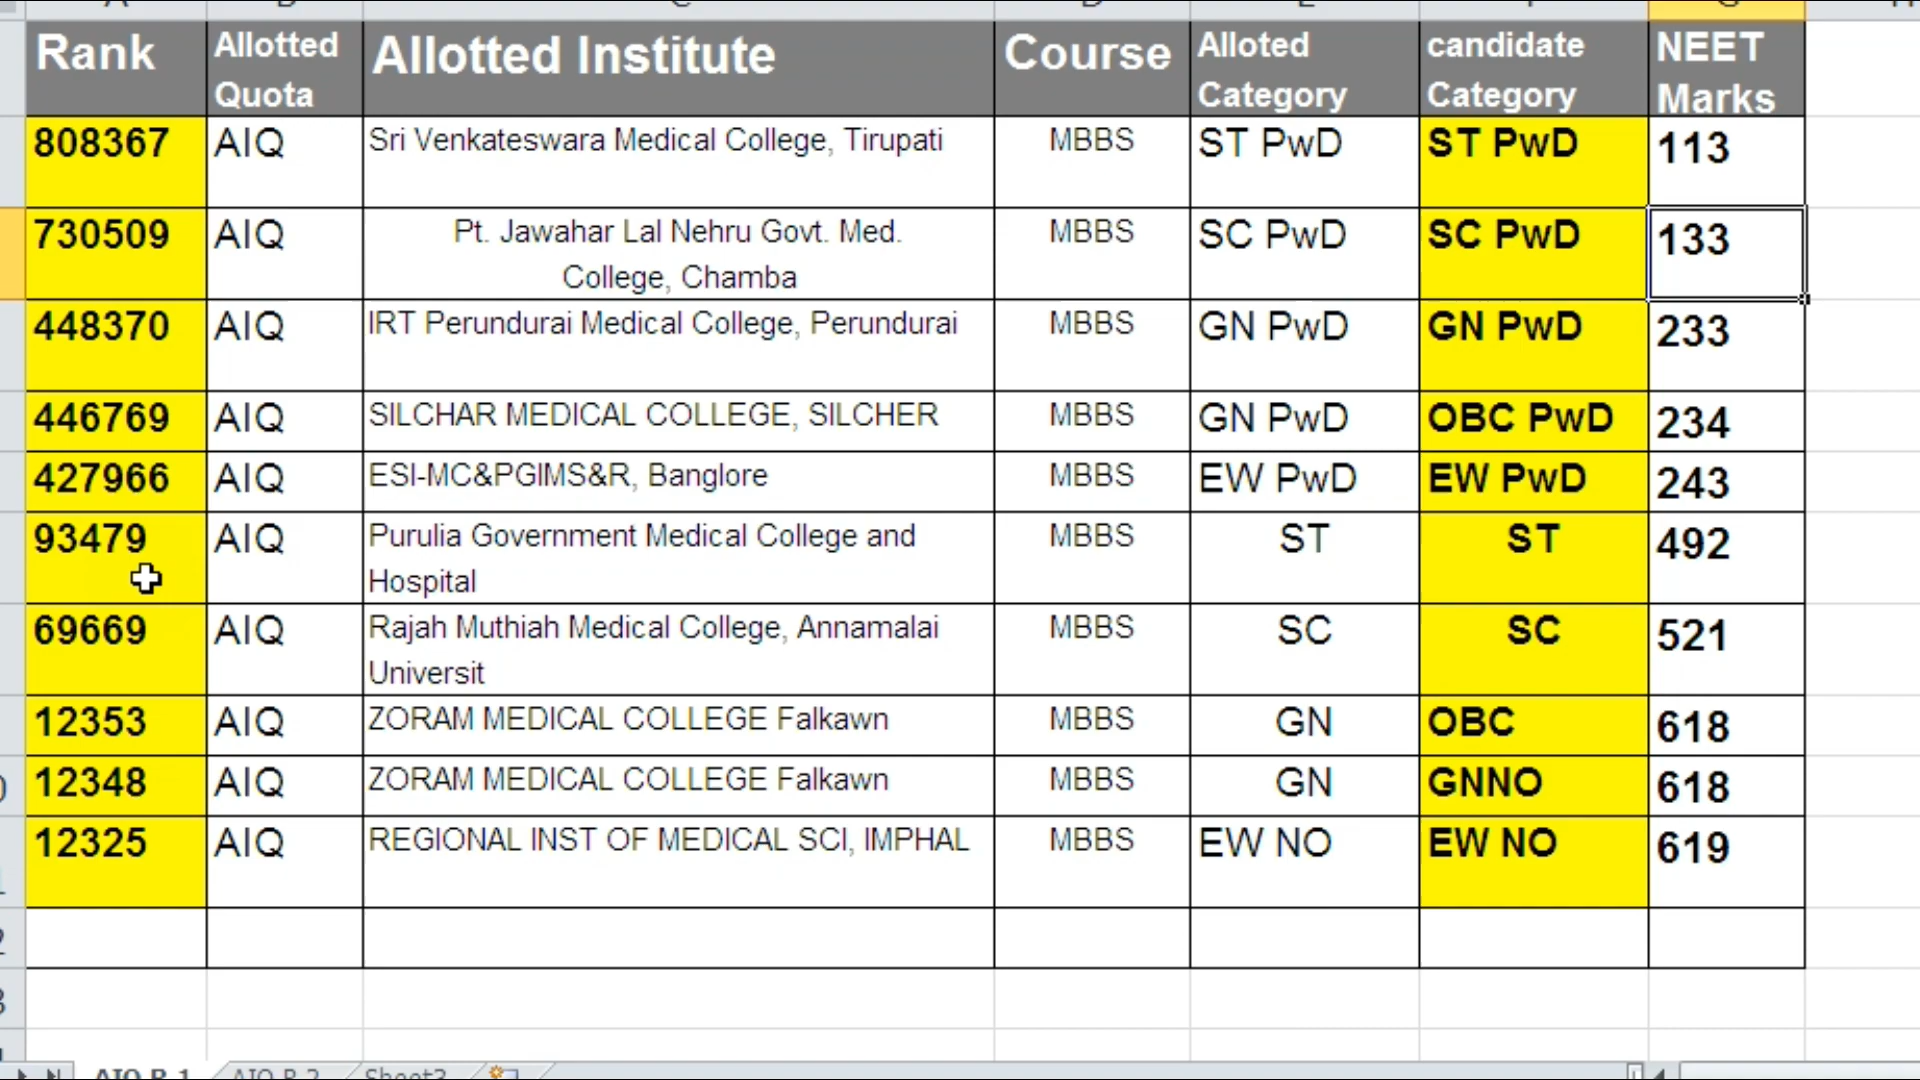 Rank Allotted Quota Allotted Institute Course Alloted Category candidate Category NEET Marks
808367 AIQ Sri Venkateswara Medical College, Tirupati MBBS ST PwD ST PwD 113
730509 AIQ Pt. Jawahar Lal Nehru Govt. Med. College, Chamba MBBS SC PwD SC PwD 133
448370 AIQ IRT Perundurai Medical College, Perundurai MBBS GN PwD GN PwD 233
446769 AIQ SILCHAR MEDICAL COLLEGE, SILCHER MBBS GN PwD OBC PwD 234
427966 AIQ ESI-MC&PGIMS&R, Banglore MBBS EW PwD EW PwD 243
93479 AIQ Purulia Government Medical College and Hospital MBBS ST ST 492
69669 AIQ Rajah Muthiah Medical College, Annamalai Universit MBBS SC SC 521
12353 AIQ ZORAM MEDICAL COLLEGE Falkawn MBBS GN OBC 618
12348 AIQ ZORAM MEDICAL COLLEGE Falkawn MBBS GN GNNO 618
12325 AIQ REGIONAL INST OF MEDICAL SCI, IMPHAL MBBS EW NO EW NO 619
AIQ R-1 AIQ R-2 Sheet3